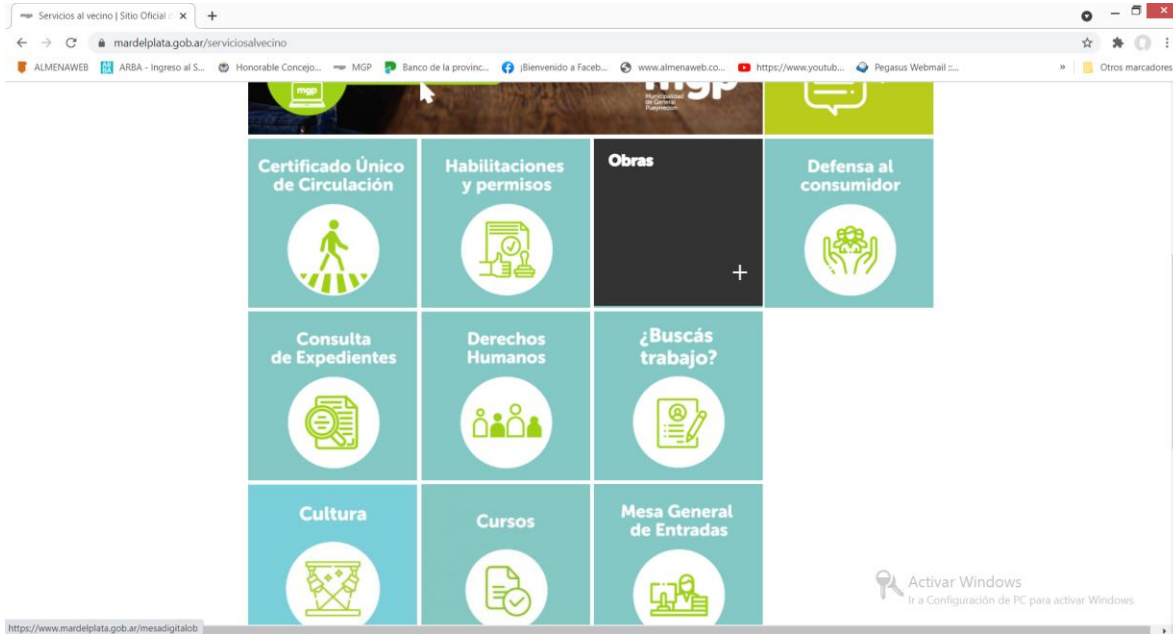 mgp Servicios al vecino | Sitio Oficial
mardelplata.gob.ar/serviciosalvecino
ALMENAWEB ARBA - Ingreso al S... Honorable Concejo... MGP Banco de la provinc... ¡Bienvenido a Faceb... www.almenaweb.co... https://www.youtub... Pegasus Webmail ::... » Otros marcadores
mgp
mgp
Municipalidad
de General
Pueyrredon
Certificado Único
de Circulación
Habilitaciones
y permisos
Obras
+
Defensa al
consumidor
Consulta
de Expedientes
Derechos
Humanos
¿Buscás
trabajo?
Cultura
Cursos
Mesa General
de Entradas
Activar Windows
Ir a Configuración de PC para activar Windows.
https://www.mardelplata.gob.ar/mesadigitalob